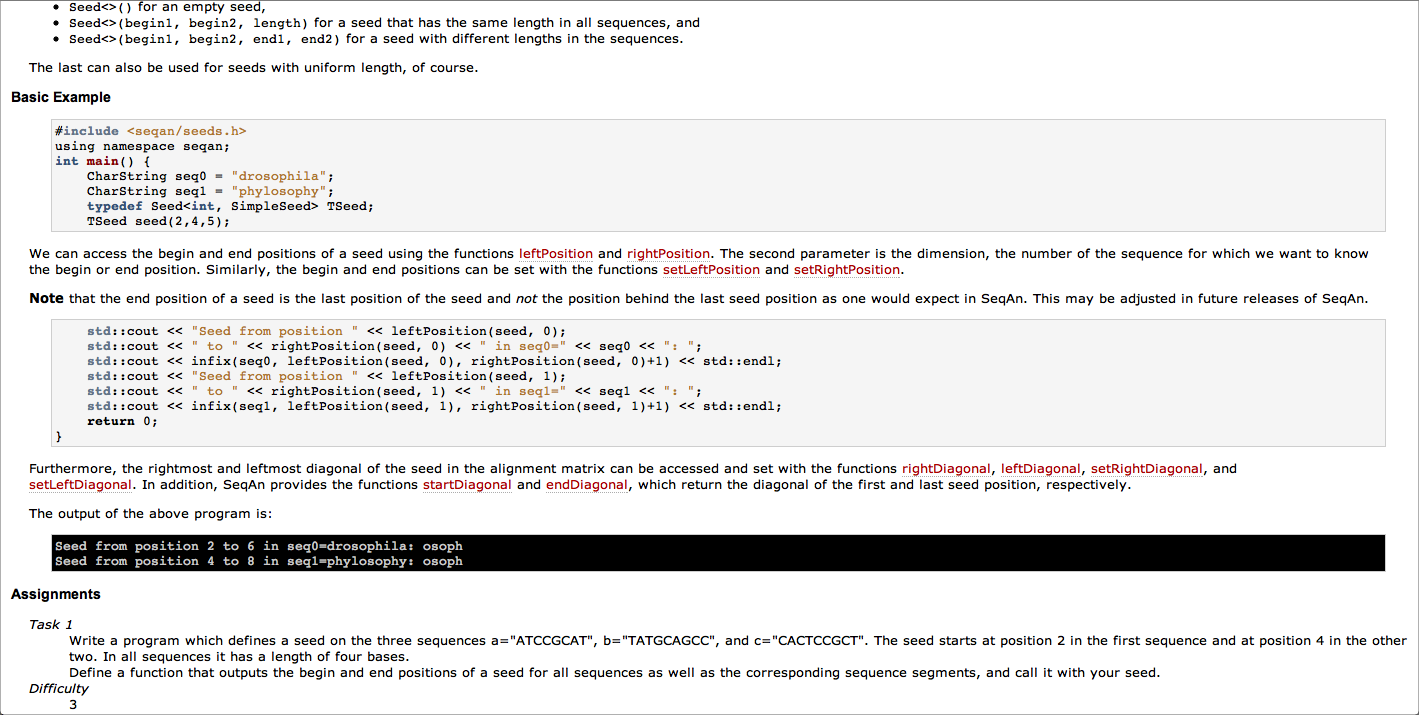 • Seed<>() for an empty seed,
• Seed<>(begin1, begin2, length) for a seed that has the same length in all sequences, and
• Seed<>(begin1, begin2, end1, end2) for a seed with different lengths in the sequences.
The last can also be used for seeds with uniform length, of course.
Basic Example
#include <seqan/seeds.h>
using namespace seqan;
int main() {
    CharString seq0 = "drosophila";
    CharString seq1 = "phylosophy";
    typedef Seed<int, SimpleSeed> TSeed;
    TSeed seed(2,4,5);
We can access the begin and end positions of a seed using the functions leftPosition and rightPosition. The second parameter is the dimension, the number of the sequence for which we want to know
the begin or end position. Similarly, the begin and end positions can be set with the functions setLeftPosition and setRightPosition.
Note that the end position of a seed is the last position of the seed and not the position behind the last seed position as one would expect in SeqAn. This may be adjusted in future releases of SeqAn.
    std::cout << "Seed from position " << leftPosition(seed, 0);
    std::cout << " to " << rightPosition(seed, 0) << " in seq0=" << seq0 << ": ";
    std::cout << infix(seq0, leftPosition(seed, 0), rightPosition(seed, 0)+1) << std::endl;
    std::cout << "Seed from position " << leftPosition(seed, 1);
    std::cout << " to " << rightPosition(seed, 1) << " in seq1=" << seq1 << ": ";
    std::cout << infix(seq1, leftPosition(seed, 1), rightPosition(seed, 1)+1) << std::endl;
    return 0;
}
Furthermore, the rightmost and leftmost diagonal of the seed in the alignment matrix can be accessed and set with the functions rightDiagonal, leftDiagonal, setRightDiagonal, and
setLeftDiagonal. In addition, SeqAn provides the functions startDiagonal and endDiagonal, which return the diagonal of the first and last seed position, respectively.
The output of the above program is:
Seed from position 2 to 6 in seq0=drosophila: osoph
Seed from position 4 to 8 in seq1=phylosophy: osoph
Assignments
Task 1
Write a program which defines a seed on the three sequences a="ATCCGCAT", b="TATGCAGCC", and c="CACTCCGCT". The seed starts at position 2 in the first sequence and at position 4 in the other
two. In all sequences it has a length of four bases.
Define a function that outputs the begin and end positions of a seed for all sequences as well as the corresponding sequence segments, and call it with your seed.
Difficulty
3